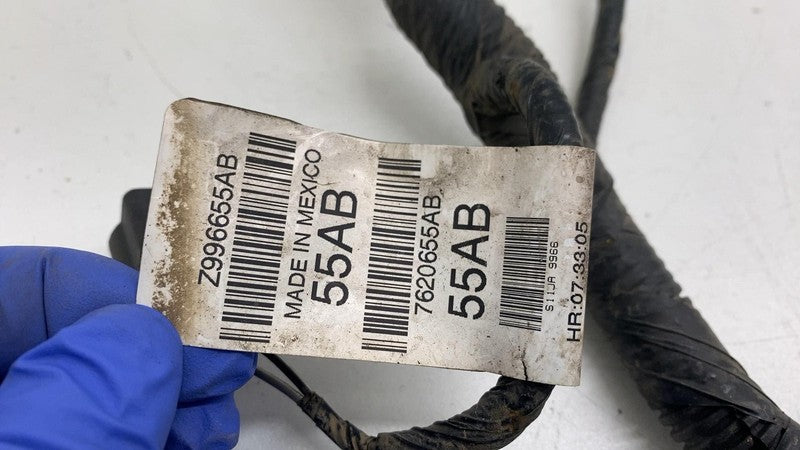 Z996655AB
MADE IN MEXICO
55AB
7620655AB
55AB
S11JA 9966
HR:07:33:05